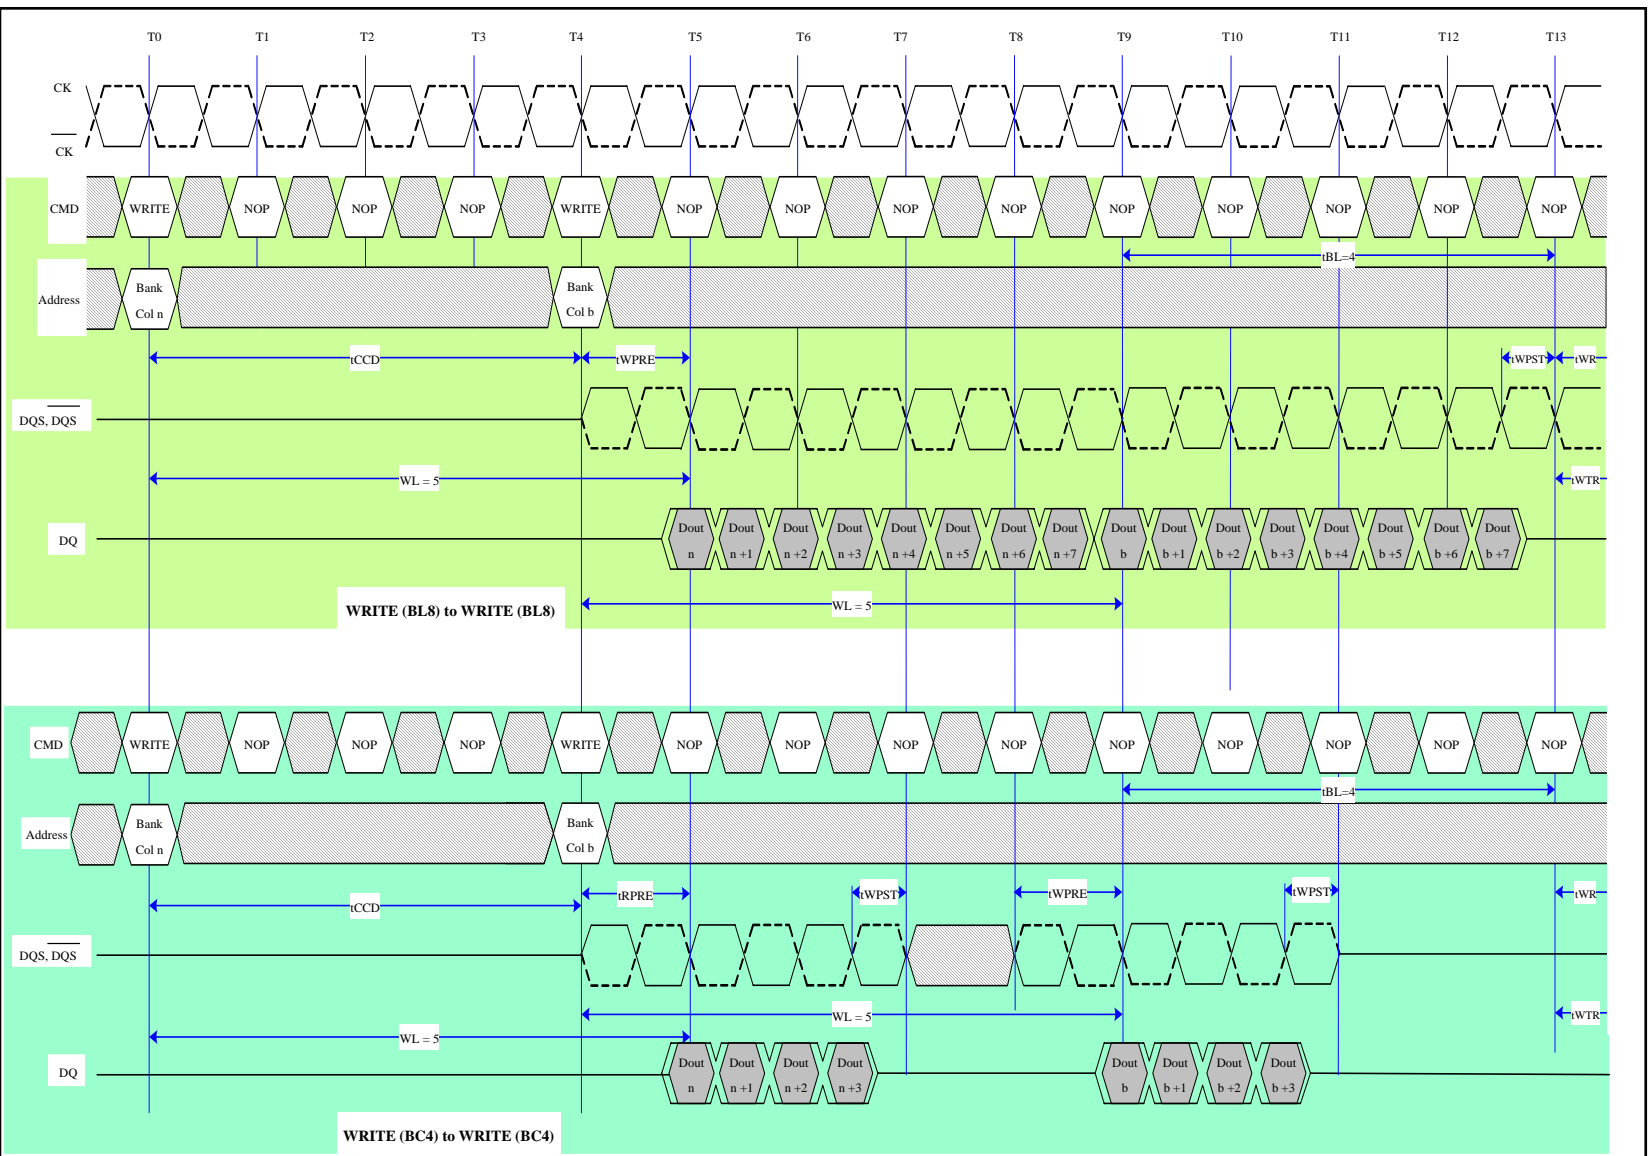 T0 T1 T2 T3 T4 T5 T6 T7 T8 T9 T10 T11 T12 T13
CK
CK
CMD WRITE NOP NOP NOP WRITE NOP NOP NOP NOP NOP NOP NOP NOP NOP
tBL=4
Address Bank Bank
Col n Col b
tCCD tWPRE tWPST tWR
DQS, DQS
WL = 5 tWTR
DQ Dout Dout Dout Dout Dout Dout Dout Dout Dout Dout Dout Dout Dout Dout Dout Dout
n n +1 n +2 n +3 n +4 n +5 n +6 n +7 b b +1 b +2 b +3 b +4 b +5 b +6 b +7
WRITE (BL8) to WRITE (BL8) WL = 5
CMD WRITE NOP NOP NOP WRITE NOP NOP NOP NOP NOP NOP NOP NOP NOP
tBL=4
Address Bank Bank
Col n Col b
tCCD tRPRE tWPST tWPRE tWPST tWR
DQS, DQS
WL = 5 tWTR
WL = 5
DQ Dout Dout Dout Dout Dout Dout Dout Dout
n n +1 n +2 n +3 b b +1 b +2 b +3
WRITE (BC4) to WRITE (BC4)